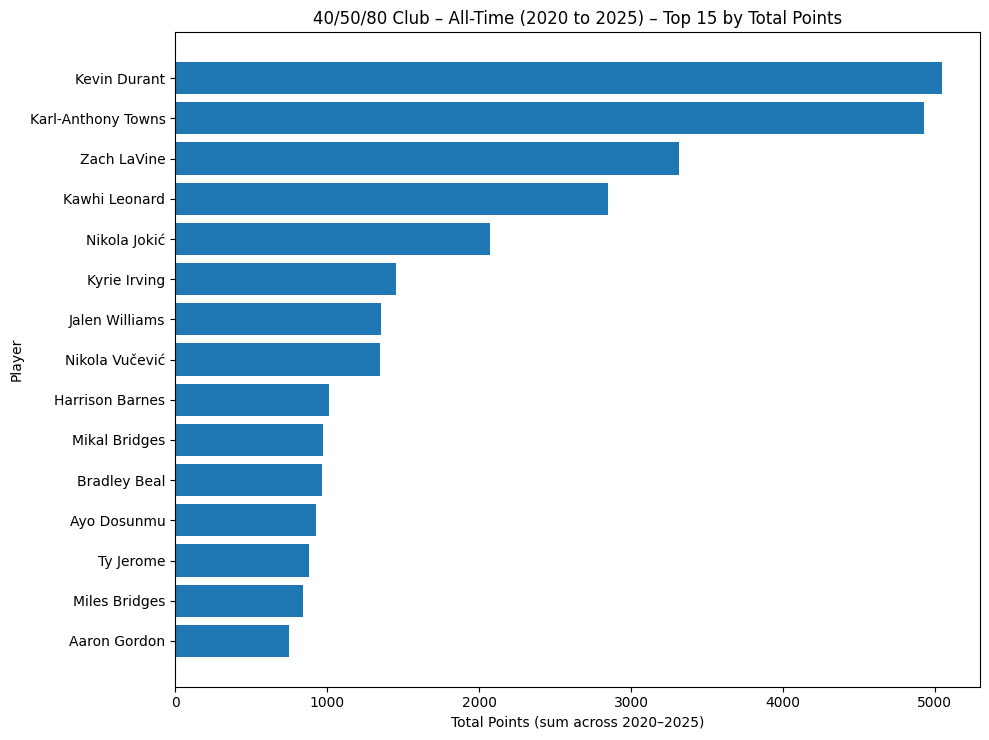 40/50/80 Club – All-Time (2020 to 2025) – Top 15 by Total Points
Player
Kevin Durant
Karl-Anthony Towns
Zach LaVine
Kawhi Leonard
Nikola Jokić
Kyrie Irving
Jalen Williams
Nikola Vučević
Harrison Barnes
Mikal Bridges
Bradley Beal
Ayo Dosunmu
Ty Jerome
Miles Bridges
Aaron Gordon
0 1000 2000 3000 4000 5000
Total Points (sum across 2020–2025)